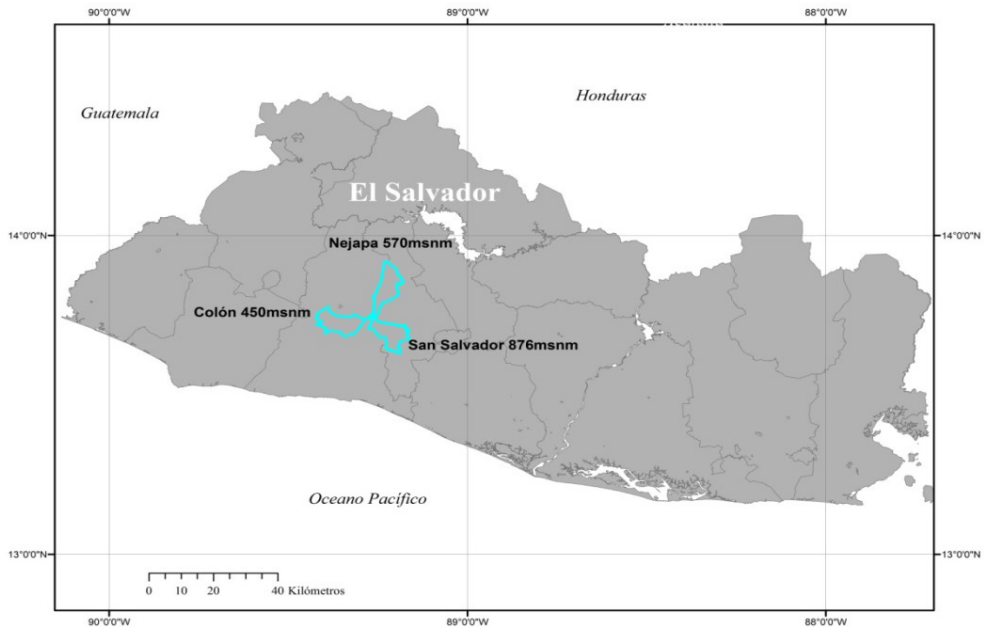 90°0'0"W 89°0'0"W 88°0'0"W
Guatemala
Honduras
El Salvador
14°0'0"N 14°0'0"N
Nejapa 570msnm
Colón 450msnm
San Salvador 876msnm
Oceano Pacífico
13°0'0"N 13°0'0"N
0 10 20 40 Kilómetros
90°0'0"W 89°0'0"W 88°0'0"W